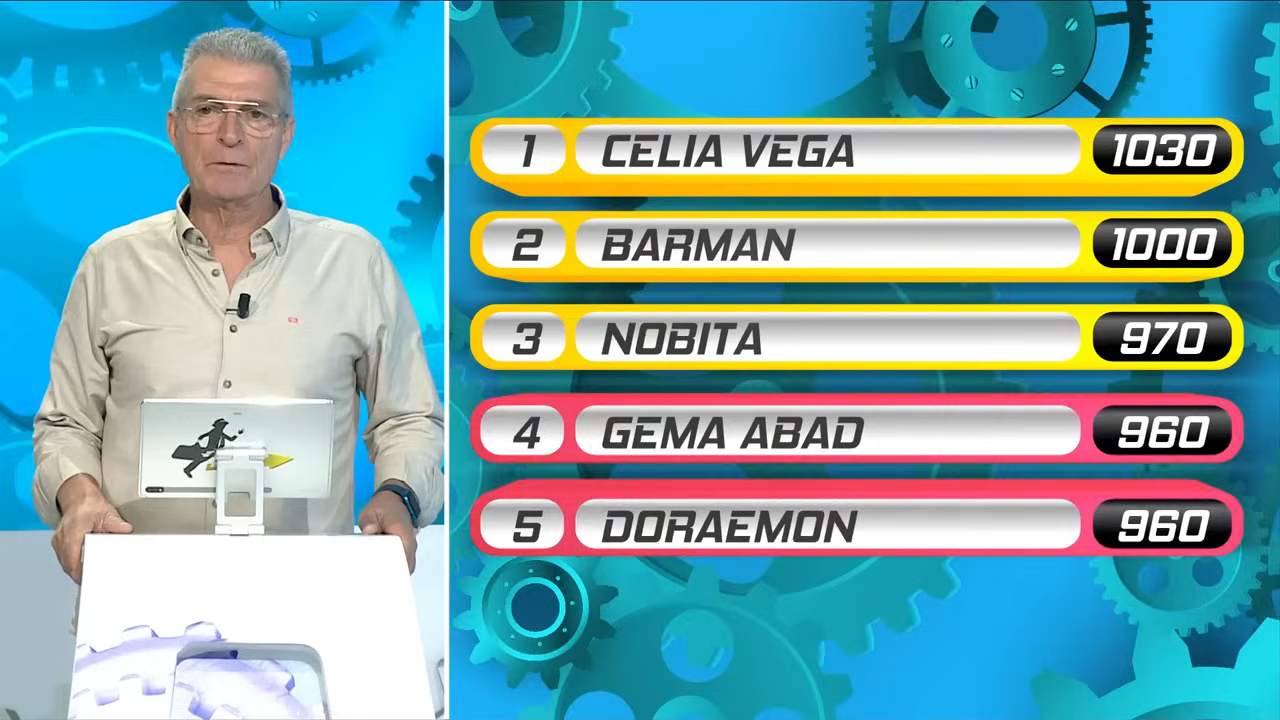 1 CELIA VEGA 1030
2 BARMAN 1000
3 NOBITA 970
4 GEMA ABAD 960
5 DORAEMON 960